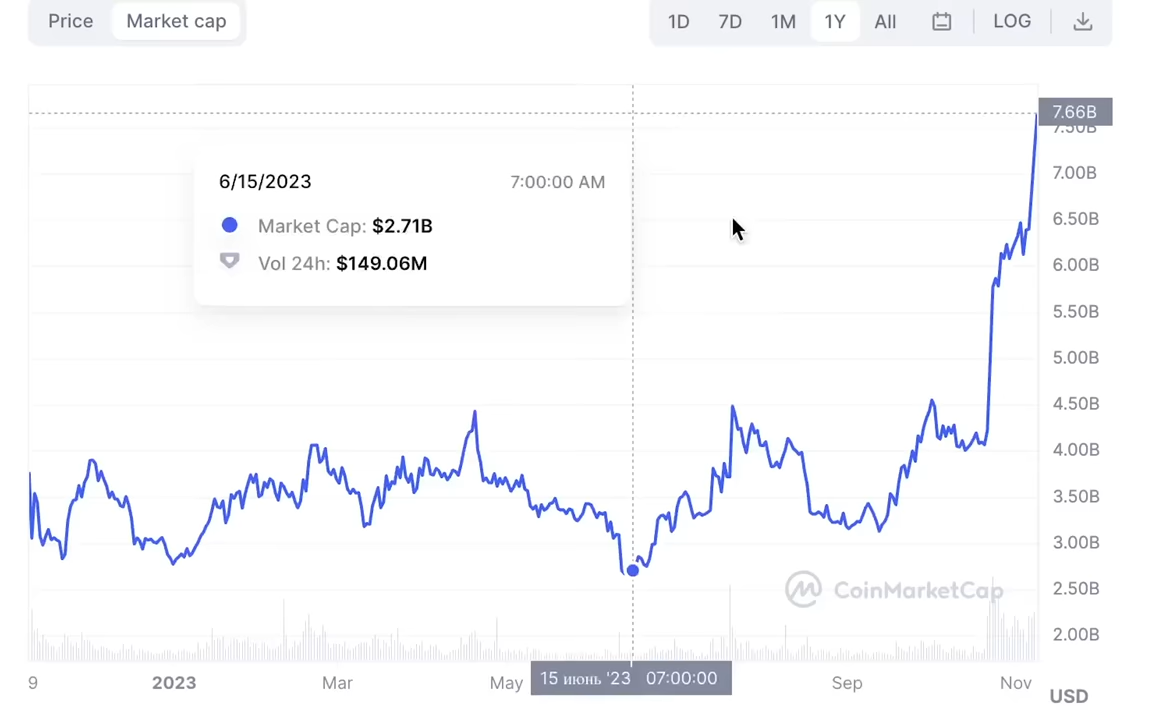 Price Market cap 1D 7D 1M 1Y All LOG
7.66B
7.50B
6/15/2023 7:00:00 AM
7.00B
Market Cap: $2.71B
6.50B
Vol 24h: $149.06M
6.00B
5.50B
5.00B
4.50B
4.00B
3.50B
3.00B
CoinMarketCap
2.50B
2.00B
9 2023 Mar May 15 июнь '23 07:00:00 Sep Nov
USD